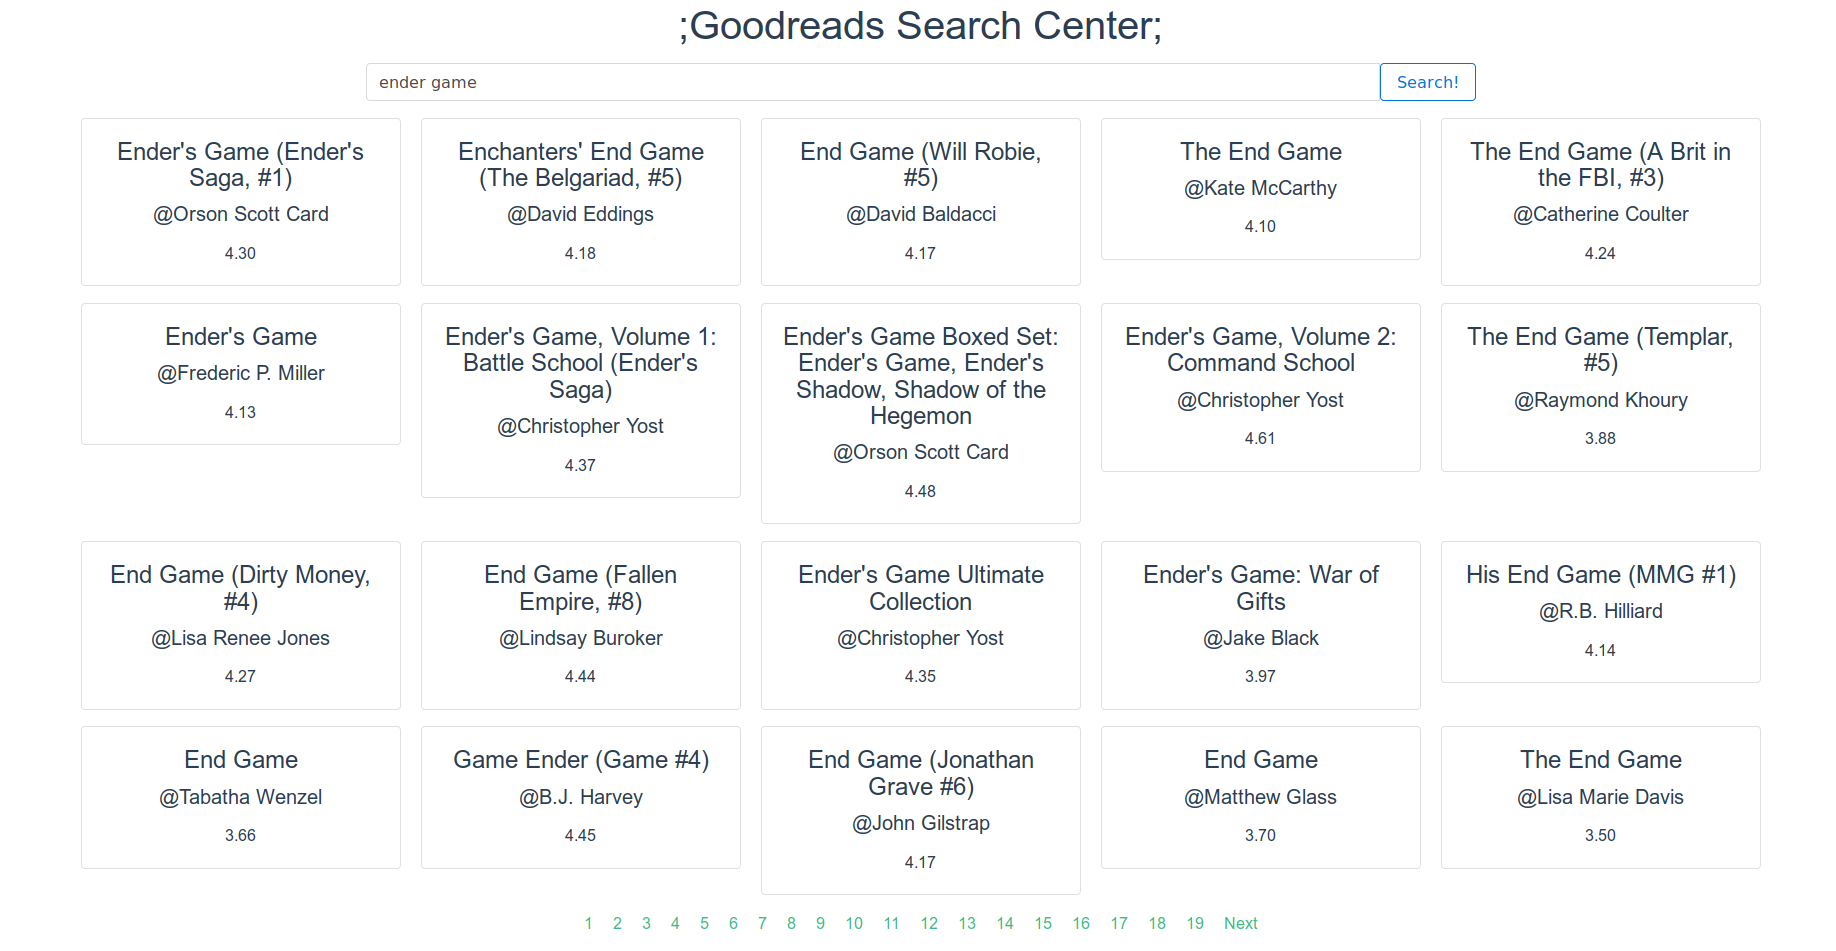 ;Goodreads Search Center;
ender game
Search!
Ender's Game (Ender's
Saga, #1)
@Orson Scott Card
4.30
Enchanters' End Game
(The Belgariad, #5)
@David Eddings
4.18
End Game (Will Robie,
#5)
@David Baldacci
4.17
The End Game
@Kate McCarthy
4.10
The End Game (A Brit in
the FBI, #3)
@Catherine Coulter
4.24
Ender's Game
@Frederic P. Miller
4.13
Ender's Game, Volume 1:
Battle School (Ender's
Saga)
@Christopher Yost
4.37
Ender's Game Boxed Set:
Ender's Game, Ender's
Shadow, Shadow of the
Hegemon
@Orson Scott Card
4.48
Ender's Game, Volume 2:
Command School
@Christopher Yost
4.61
The End Game (Templar,
#5)
@Raymond Khoury
3.88
End Game (Dirty Money,
#4)
@Lisa Renee Jones
4.27
End Game (Fallen
Empire, #8)
@Lindsay Buroker
4.44
Ender's Game Ultimate
Collection
@Christopher Yost
4.35
Ender's Game: War of
Gifts
@Jake Black
3.97
His End Game (MMG #1)
@R.B. Hilliard
4.14
End Game
@Tabatha Wenzel
3.66
Game Ender (Game #4)
@B.J. Harvey
4.45
End Game (Jonathan
Grave #6)
@John Gilstrap
4.17
End Game
@Matthew Glass
3.70
The End Game
@Lisa Marie Davis
3.50
1 2 3 4 5 6 7 8 9 10 11 12 13 14 15 16 17 18 19 Next